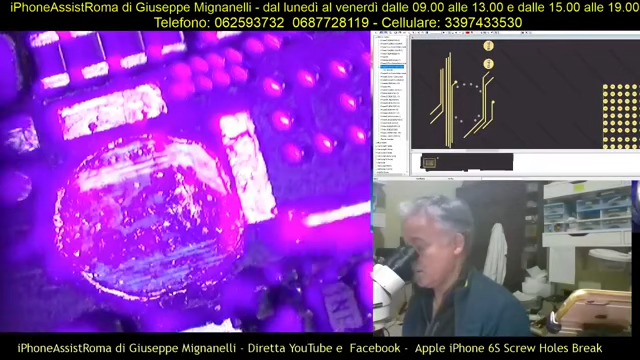 iPhoneAssistRoma di Giuseppe Mignanelli - dal lunedì al venerdì dalle 09.00 alle 13.00 e dalle 15.00 alle 19.00
Telefono: 062593732 0687728119 - Cellulare: 3397433530
iPhoneAssistRoma di Giuseppe Mignanelli - Diretta YouTube e Facebook - Apple iPhone 6S Screw Holes Break